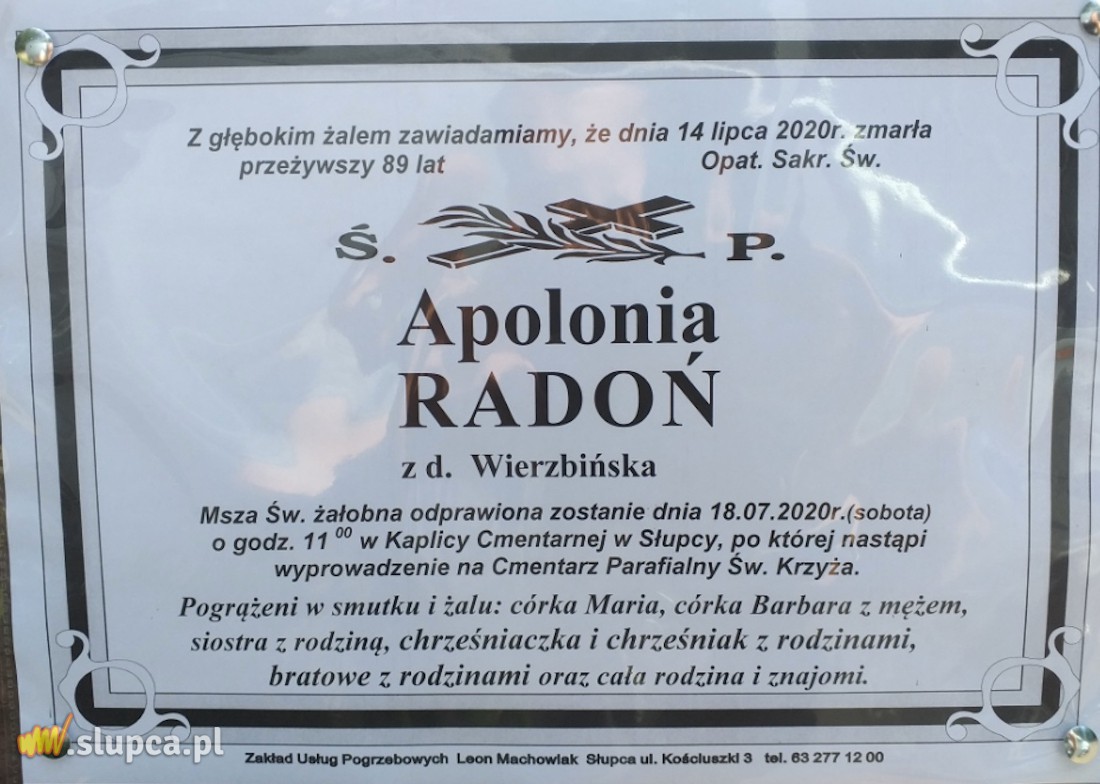 Z głębokim żalem zawiadamiamy, że dnia 14 lipca 2020r. zmarła
przeżywszy 89 lat Opat. Sakr. Św.
Ś. P.
Apolonia
RADOŃ
z d. Wierzbińska
Msza Św. żałobna odprawiona zostanie dnia 18.07.2020r.(sobota)
o godz. 11 00 w Kaplicy Cmentarnej w Słupcy, po której nastąpi
wyprowadzenie na Cmentarz Parafialny Św. Krzyża.
Pogrążeni w smutku i żalu: córka Maria, córka Barbara z mężem,
siostra z rodziną, chrześniaczka i chrześniak z rodzinami,
bratowe z rodzinami oraz cała rodzina i znajomi.
www.slupca.pl
Zakład Usług Pogrzebowych Leon Machowiak Słupca ul. Kościuszki 3 tel. 63 277 12 00